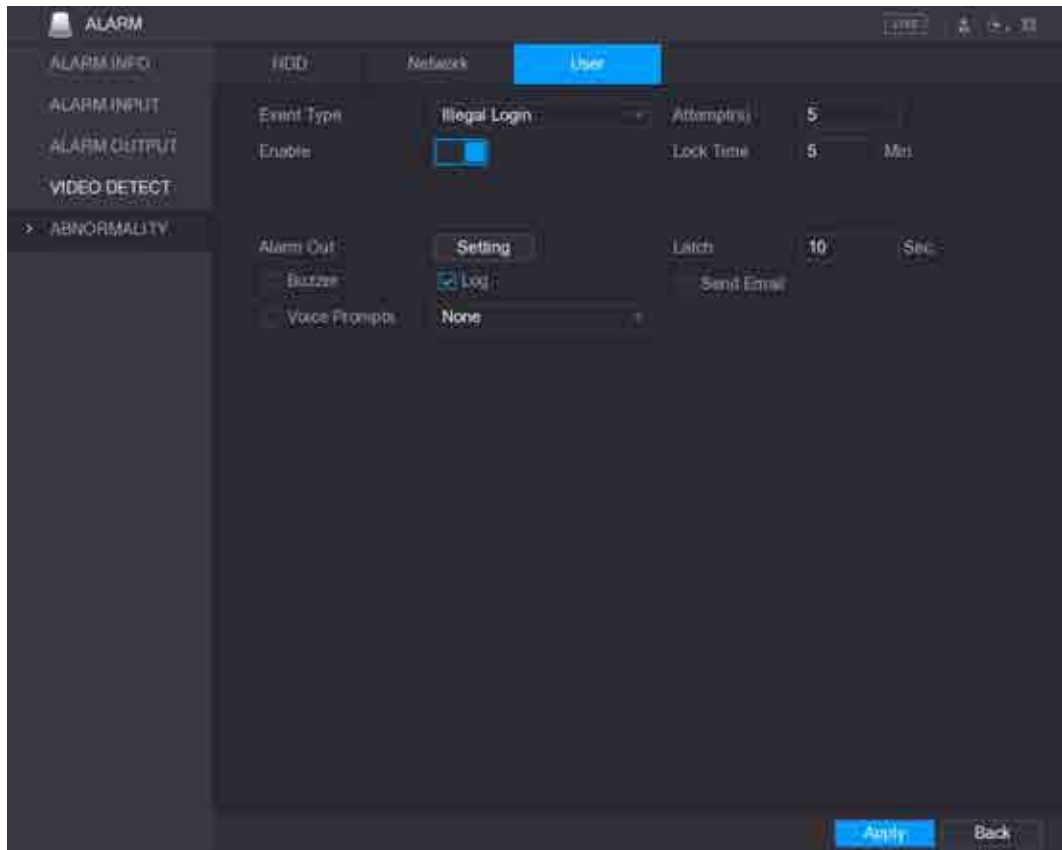 ALARM
LIVE
ALARM INFO
ALARM INPUT
ALARM OUTPUT
VIDEO DETECT
> ABNORMALITY
HDD Network User
Event Type Illegal Login Attempt(s) 5
Enable Lock Time 5 Min.
Alarm Out Setting Latch 10 Sec.
Buzzer Log Send Email
Voice Prompts None
Apply Back